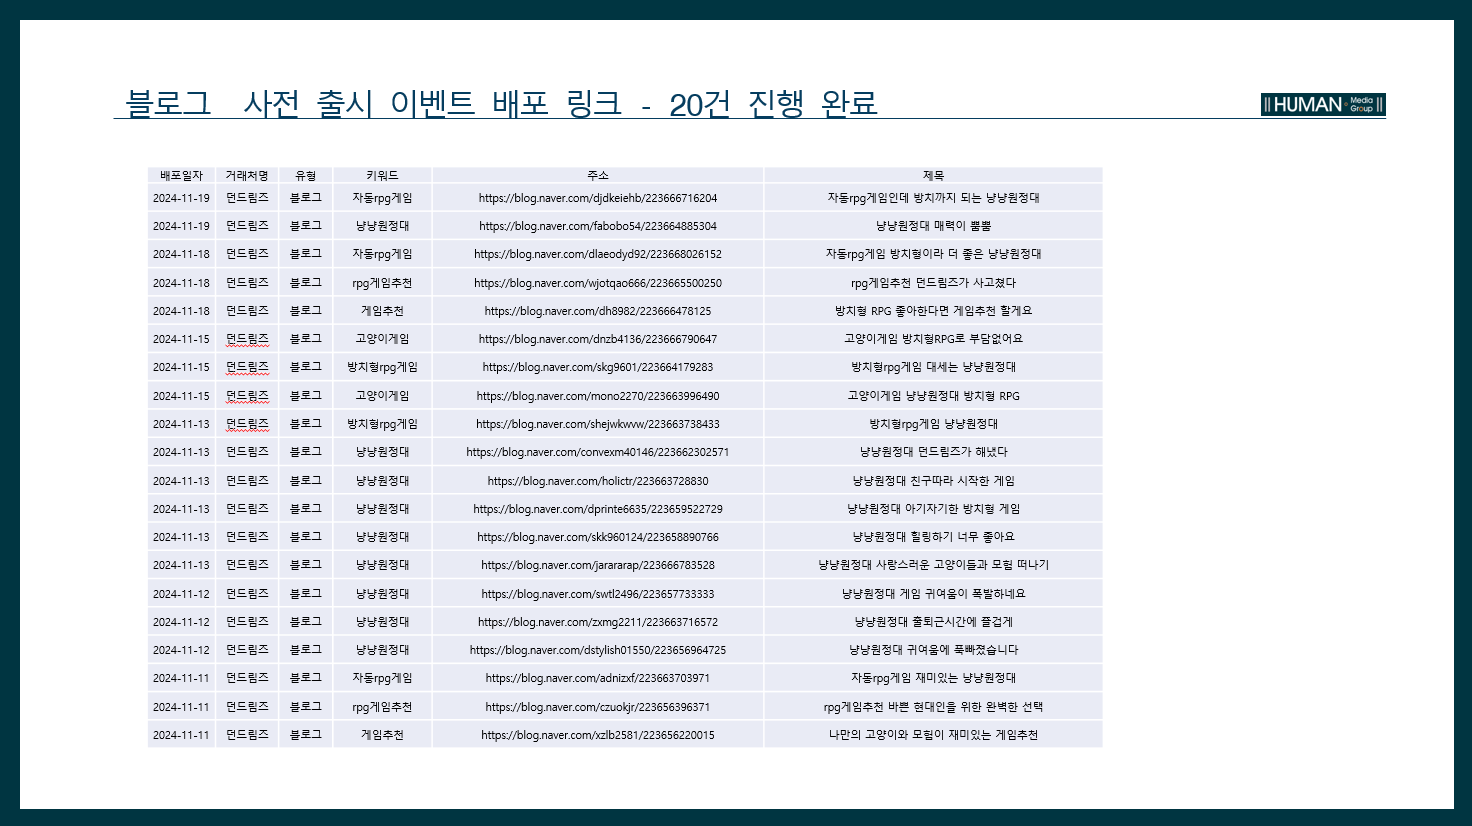 블로그 사전 출시 이벤트 배포 링크 - 20건 진행 완료
HUMAN Media Group
배포일자 거래처명 유형 키워드 주소 제목
2024-11-19 던드림즈 블로그 자동rpg게임 https://blog.naver.com/djdkeiehb/223666716204 자동rpg게임인데 방치까지 되는 냥냥원정대
2024-11-19 던드림즈 블로그 냥냥원정대 https://blog.naver.com/fabobo54/223664885304 냥냥원정대 매력이 뿜뿜
2024-11-18 던드림즈 블로그 자동rpg게임 https://blog.naver.com/dlaeodyd92/223668026152 자동rpg게임 방치형이라 더 좋은 냥냥원정대
2024-11-18 던드림즈 블로그 rpg게임추천 https://blog.naver.com/wjotqao666/223665500250 rpg게임추천 던드림즈가 사고쳤다
2024-11-18 던드림즈 블로그 게임추천 https://blog.naver.com/dh8982/223666478125 방치형 RPG 좋아한다면 게임추천 할게요
2024-11-15 던드림즈 블로그 고양이게임 https://blog.naver.com/dnzb4136/223666790647 고양이게임 방치형RPG로 부담없어요
2024-11-15 던드림즈 블로그 방치형rpg게임 https://blog.naver.com/skg9601/223664179283 방치형rpg게임 대세는 냥냥원정대
2024-11-15 던드림즈 블로그 고양이게임 https://blog.naver.com/mono2270/223663996490 고양이게임 냥냥원정대 방치형 RPG
2024-11-13 던드림즈 블로그 방치형rpg게임 https://blog.naver.com/shejwkwvw/223663738433 방치형rpg게임 냥냥원정대
2024-11-13 던드림즈 블로그 냥냥원정대 https://blog.naver.com/convexm40146/223662302571 냥냥원정대 던드림즈가 해냈다
2024-11-13 던드림즈 블로그 냥냥원정대 https://blog.naver.com/holictr/223663728830 냥냥원정대 친구따라 시작한 게임
2024-11-13 던드림즈 블로그 냥냥원정대 https://blog.naver.com/dprinte6635/223659522729 냥냥원정대 아기자기한 방치형 게임
2024-11-13 던드림즈 블로그 냥냥원정대 https://blog.naver.com/skk960124/223658890766 냥냥원정대 힐링하기 너무 좋아요
2024-11-13 던드림즈 블로그 냥냥원정대 https://blog.naver.com/jarararap/223666783528 냥냥원정대 사랑스러운 고양이들과 모험 떠나기
2024-11-12 던드림즈 블로그 냥냥원정대 https://blog.naver.com/swtl2496/223657733333 냥냥원정대 게임 귀여움이 폭발하네요
2024-11-12 던드림즈 블로그 냥냥원정대 https://blog.naver.com/zxmg2211/223663716572 냥냥원정대 출퇴근시간에 즐겁게
2024-11-12 던드림즈 블로그 냥냥원정대 https://blog.naver.com/dstylish01550/223656964725 냥냥원정대 귀여움에 푹빠졌습니다
2024-11-11 던드림즈 블로그 자동rpg게임 https://blog.naver.com/adnizxf/223663703971 자동rpg게임 재미있는 냥냥원정대
2024-11-11 던드림즈 블로그 rpg게임추천 https://blog.naver.com/czuokjr/223656396371 rpg게임추천 바쁜 현대인을 위한 완벽한 선택
2024-11-11 던드림즈 블로그 게임추천 https://blog.naver.com/xzlb2581/223656220015 나만의 고양이와 모험이 재미있는 게임추천